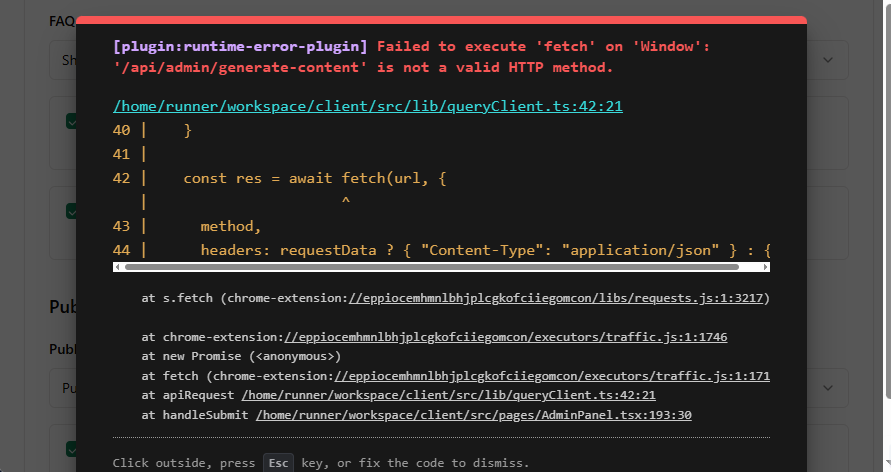 FAQ
Sh
[plugin:runtime-error-plugin] Failed to execute 'fetch' on 'Window':
'/api/admin/generate-content' is not a valid HTTP method.
/home/runner/workspace/client/src/lib/queryClient.ts:42:21
40 |     }
41 |
42 |     const res = await fetch(url, {
   |                       ^
43 |       method,
44 |       headers: requestData ? { "Content-Type": "application/json" } : {
at s.fetch (chrome-extension://eppiocemhmnlbhjplcgkofciiegomcon/libs/requests.js:1:3217)
at chrome-extension://eppiocemhmnlbhjplcgkofciiegomcon/executors/traffic.js:1:1746
at new Promise (<anonymous>)
at fetch (chrome-extension://eppiocemhmnlbhjplcgkofciiegomcon/executors/traffic.js:1:171
at apiRequest /home/runner/workspace/client/src/lib/queryClient.ts:42:21
at handleSubmit /home/runner/workspace/client/src/pages/AdminPanel.tsx:193:30
Pub
Publ
Pu
Click outside, press Esc key, or fix the code to dismiss.